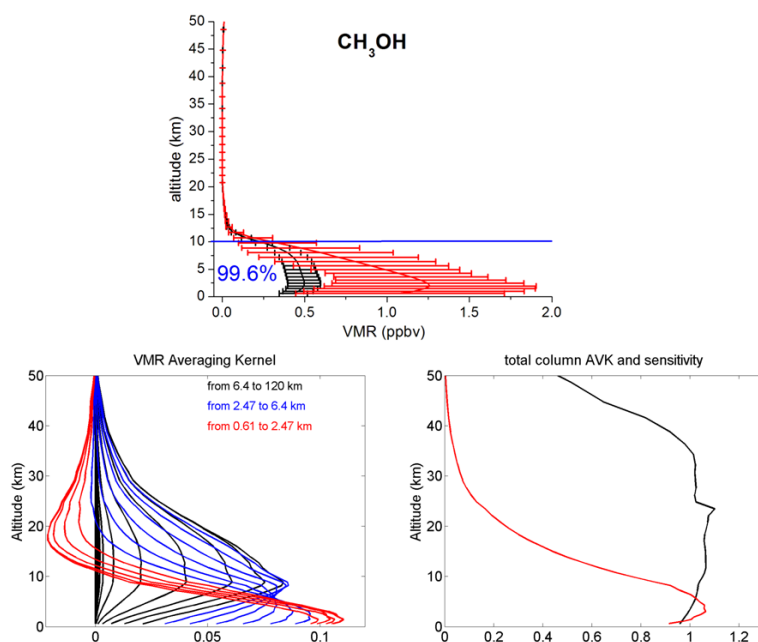 CH₃OH
50
45
40
35
30
25
20
15
10
10
5
0
altitude (km)
99.6%
0.0 0.5 1.0 1.5 2.0
VMR (ppbv)
VMR Averaging Kernel
from 6.4 to 120 km
from 2.47 to 6.4 km
from 0.61 to 2.47 km
50
40
30
20
10
0
Altitude (km)
0 0.05 0.1
total column AVK and sensitivity
50
40
30
20
10
0
Altitude (km)
0 0.2 0.4 0.6 0.8 1 1.2